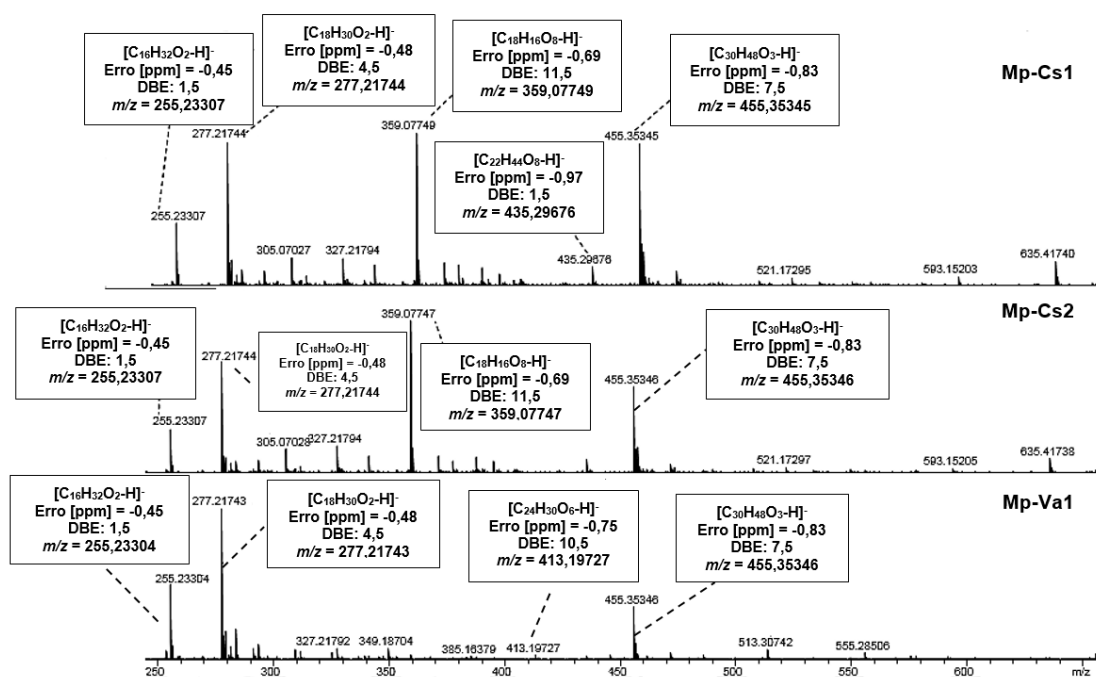 [C₁₆H₃₂O₂-H]⁻
Erro [ppm] = -0,45
DBE: 1,5
m/z = 255,23307
[C₁₈H₃₀O₂-H]⁻
Erro [ppm] = -0,48
DBE: 4,5
m/z = 277,21744
[C₁₈H₁₆O₈-H]⁻
Erro [ppm] = -0,69
DBE: 11,5
m/z = 359,07749
[C₃₀H₄₈O₃-H]⁻
Erro [ppm] = -0,83
DBE: 7,5
m/z = 455,35345
Mp-Cs1
[C₂₂H₄₄O₈-H]⁻
Erro [ppm] = -0,97
DBE: 1,5
m/z = 435,29676
255.23307
277.21744
305.07027
327.21794
359.07749
435.29676
455.35345
521.17295
593.15203
635.41740
Mp-Cs2
[C₁₆H₃₂O₂-H]⁻
Erro [ppm] = -0,45
DBE: 1,5
m/z = 255,23307
[C₁₈H₃₀O₂-H]⁻
Erro [ppm] = -0,48
DBE: 4,5
m/z = 277,21744
[C₁₈H₁₆O₈-H]⁻
Erro [ppm] = -0,69
DBE: 11,5
m/z = 359,07747
[C₃₀H₄₈O₃-H]⁻
Erro [ppm] = -0,83
DBE: 7,5
m/z = 455,35346
255.23307
277.21744
305.07028
327.21794
359.07747
455.35346
521.17297
593.15205
635.41738
Mp-Va1
[C₁₆H₃₂O₂-H]⁻
Erro [ppm] = -0,45
DBE: 1,5
m/z = 255,23304
[C₁₈H₃₀O₂-H]⁻
Erro [ppm] = -0,48
DBE: 4,5
m/z = 277,21743
[C₂₄H₃₀O₆-H]⁻
Erro [ppm] = -0,75
DBE: 10,5
m/z = 413,19727
[C₃₀H₄₈O₃-H]⁻
Erro [ppm] = -0,83
DBE: 7,5
m/z = 455,35346
255.23304
277.21743
327.21792
349.18704
385.16379
413.19727
455.35346
513.30742
555.28506
250 300 350 400 450 500 550 600 m/z